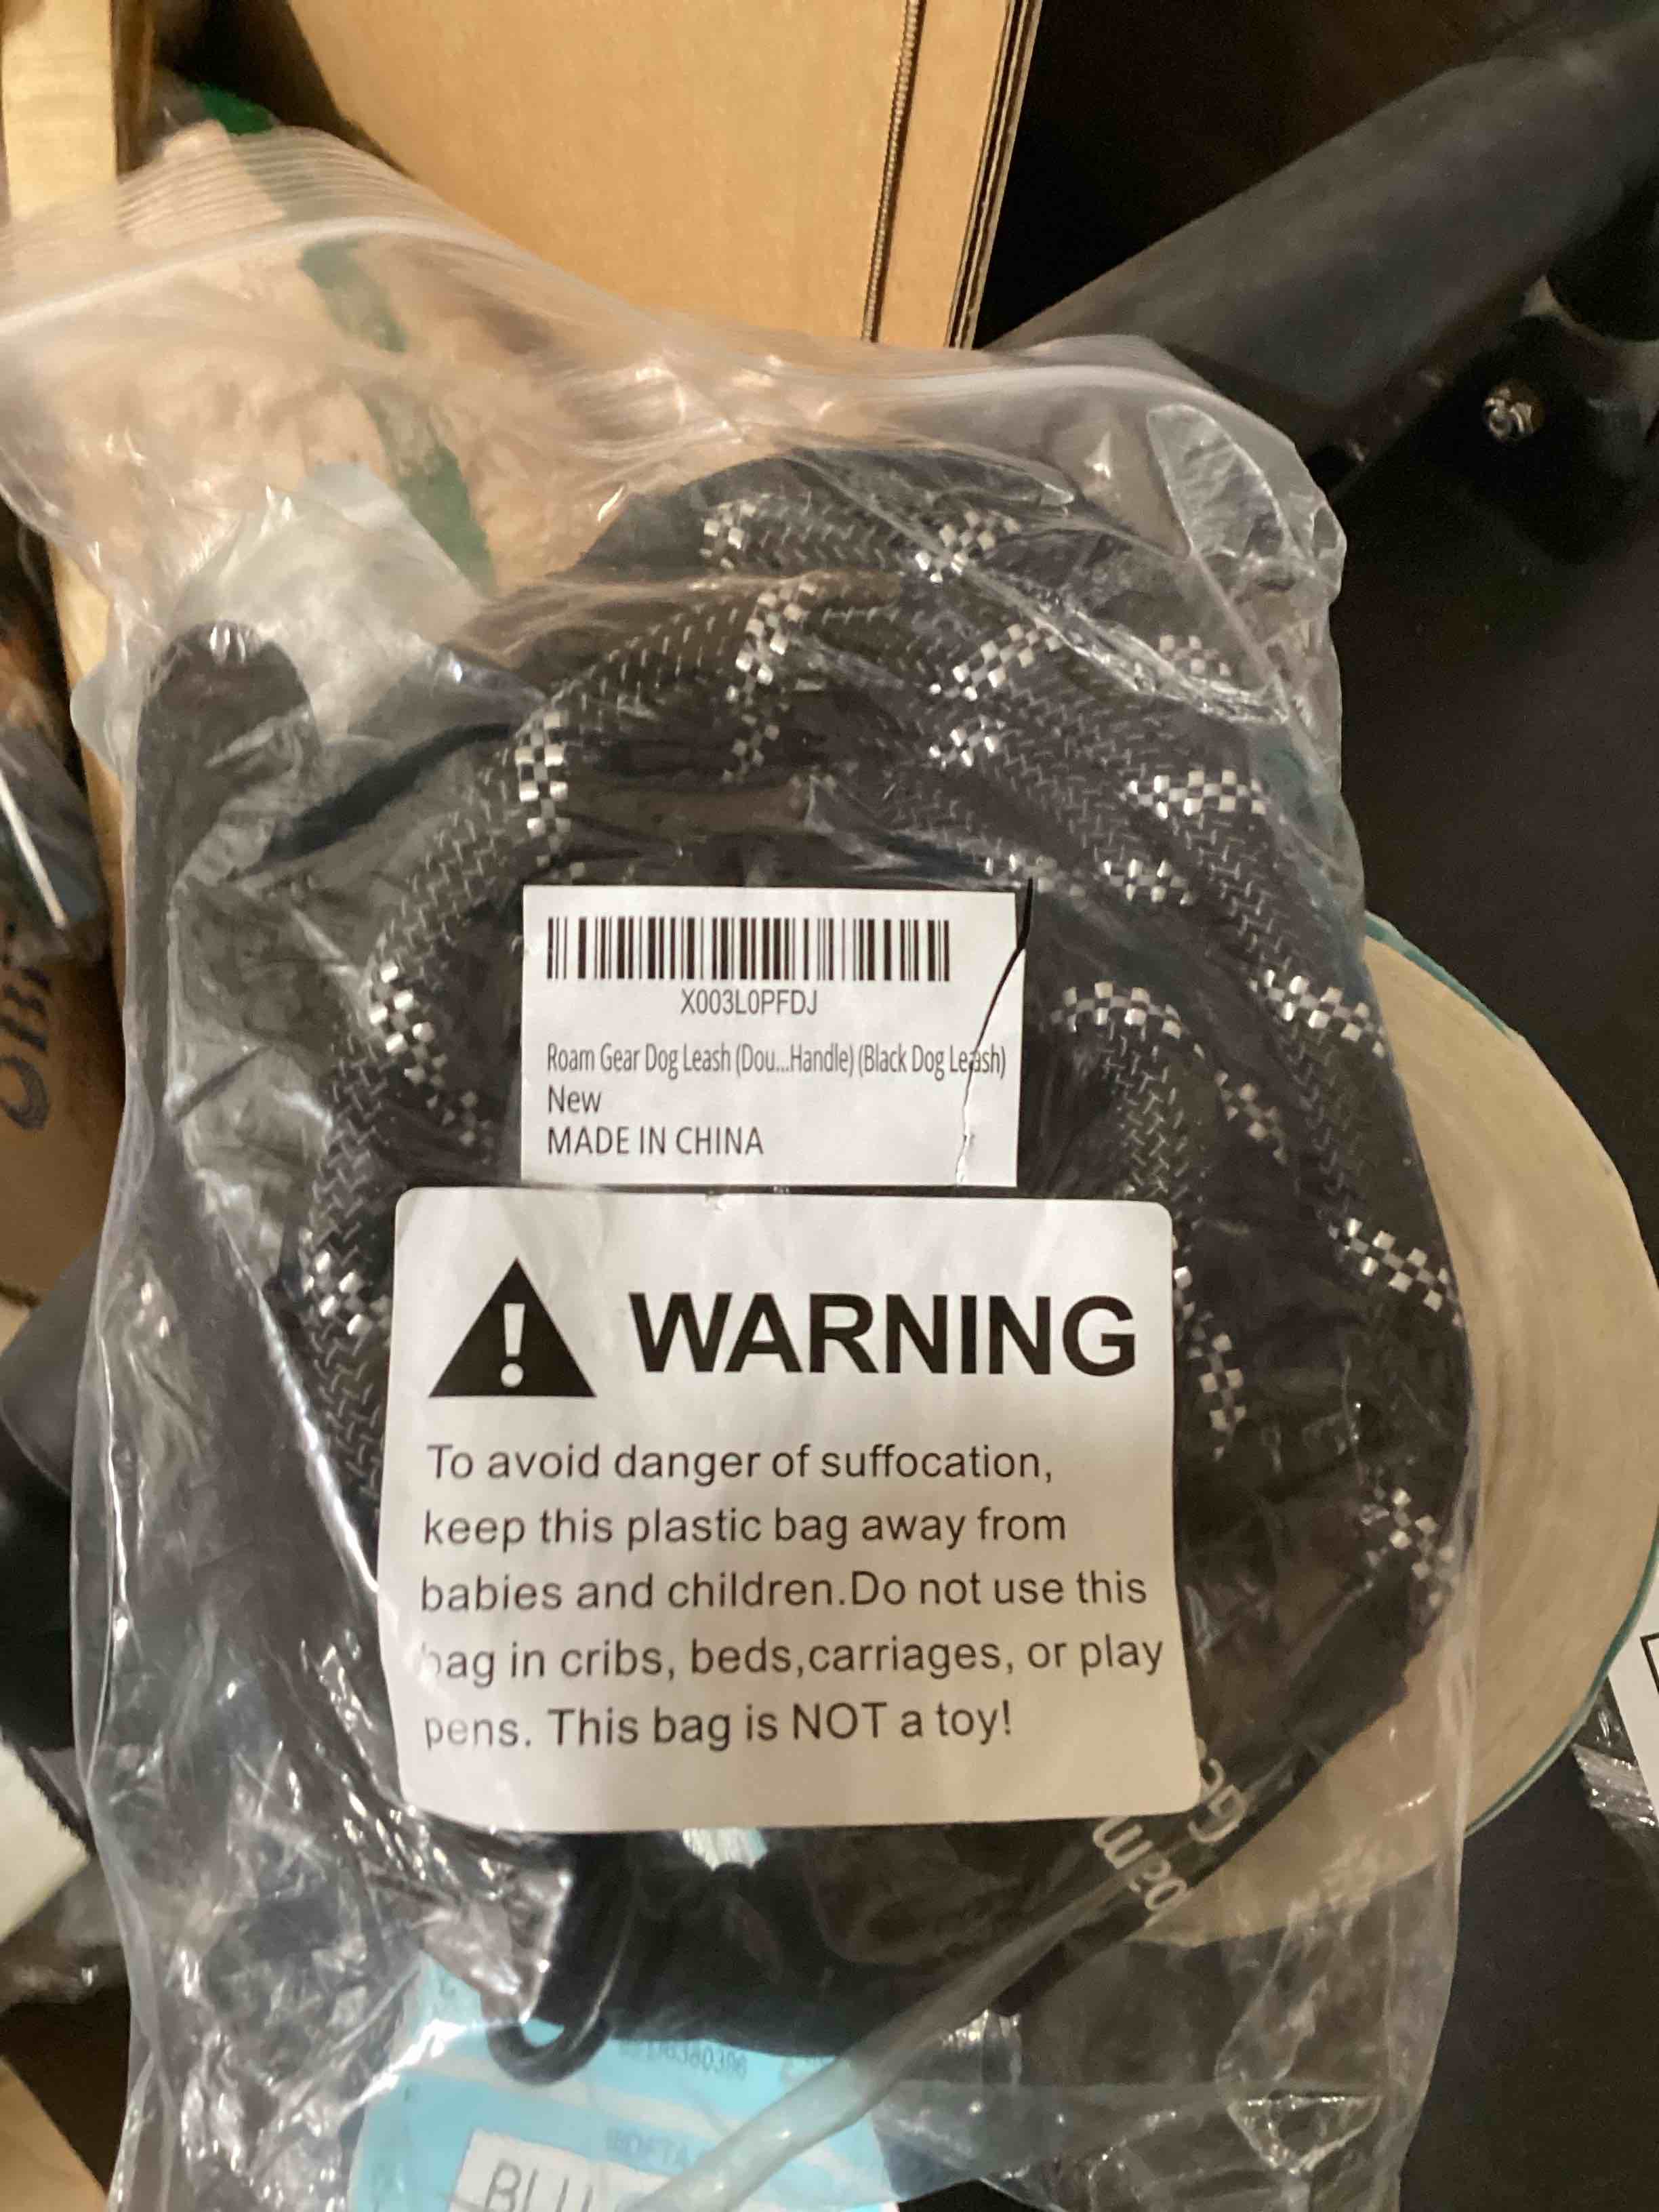 X003L0PFDJ
Roam Gear Dog Leash (Dou...Handle) (Black Dog Leash)
New
MADE IN CHINA
WARNING
To avoid danger of suffocation,
keep this plastic bag away from
babies and children.Do not use this
bag in cribs, beds,carriages, or play
pens. This bag is NOT a toy!